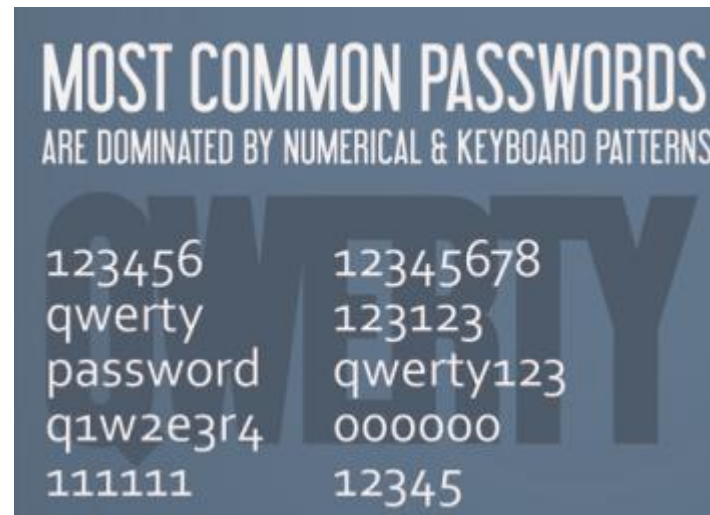 MOST COMMON PASSWORDS
ARE DOMINATED BY NUMERICAL & KEYBOARD PATTERNS
QWERTY
123456
qwerty
password
q1w2e3r4
111111
12345678
123123
qwerty123
000000
12345